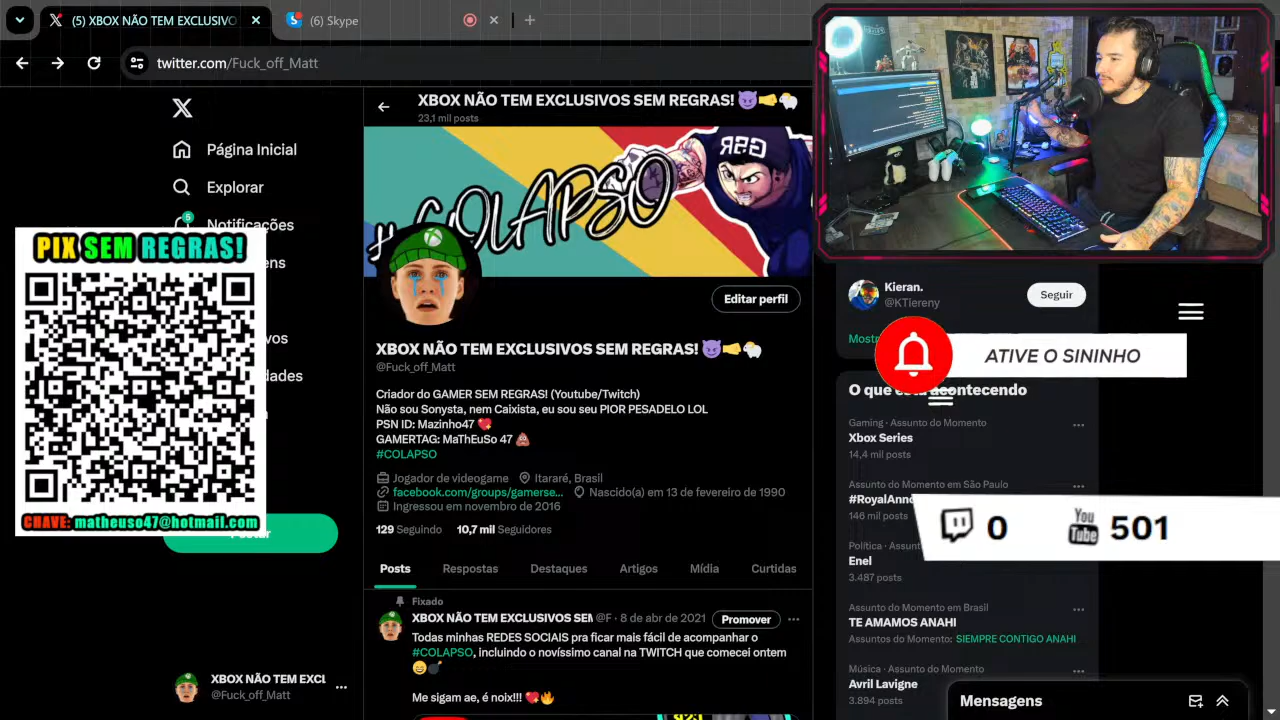 (5) XBOX NÃO TEM EXCLUSIVO
(6) Skype
twitter.com/Fuck_off_Matt
Página Inicial
Explorar
5
Notificações
PIX SEM REGRAS!
CHAVE: matheuso47@hotmail.com
XBOX NÃO TEM EXCL
@Fuck_off_Matt
XBOX NÃO TEM EXCLUSIVOS SEM REGRAS! 😈🤜🐑
23,1 mil posts
#COLAPSO
GSR
Editar perfil
XBOX NÃO TEM EXCLUSIVOS SEM REGRAS! 😈🤜🐑
@Fuck_off_Matt
Criador do GAMER SEM REGRAS! (Youtube/Twitch)
Não sou Sonysta, nem Caixista, eu sou seu PIOR PESADELO LOL
PSN ID: Mazinho47 💖
GAMERTAG: MaThEuSo 47 💩
#COLAPSO
Jogador de videogame Itararé, Brasil
facebook.com/groups/gamerse... Nascido(a) em 13 de fevereiro de 1990
Ingressou em novembro de 2016
129 Seguindo 10,7 mil Seguidores
Posts Respostas Destaques Artigos Mídia Curtidas
Fixado
XBOX NÃO TEM EXCLUSIVOS SEM @F · 8 de abr de 2021 Promover
Todas minhas REDES SOCIAIS pra ficar mais fácil de acompanhar o
#COLAPSO, incluindo o novíssimo canal na TWITCH que comecei ontem
😄💣
Me sigam ae, é noix!!! 💖🔥
Kieran.
@KTiereny
Seguir
ATIVE O SININHO
O que está acontecendo
Gaming · Assunto do Momento
Xbox Series
14,4 mil posts
Assunto do Momento em São Paulo
146 mil posts
0
You Tube 501
Enel
3.487 posts
Assunto do Momento em Brasil
TE AMAMOS ANAHI
Assuntos do Momento: SIEMPRE CONTIGO ANAHI
Música · Assunto do Momento
Avril Lavigne
3.894 posts
Mensagens